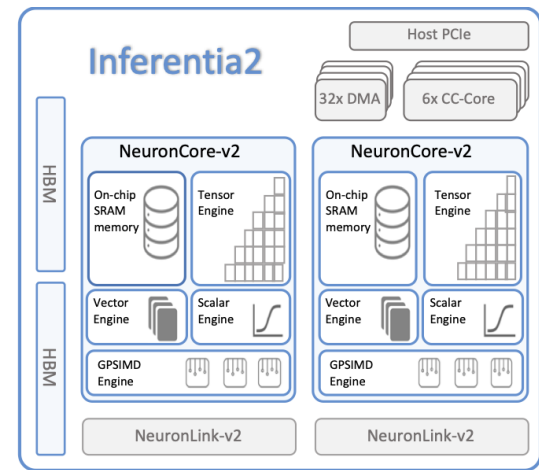 Host PCIe
Inferentia2
32x DMA
6x CC-Core
HBM
HBM
NeuronCore-v2
On-chip
SRAM
memory
Tensor
Engine
Vector
Engine
Scalar
Engine
GPSIMD
Engine
NeuronLink-v2
NeuronCore-v2
On-chip
SRAM
memory
Tensor
Engine
Vector
Engine
Scalar
Engine
GPSIMD
Engine
NeuronLink-v2